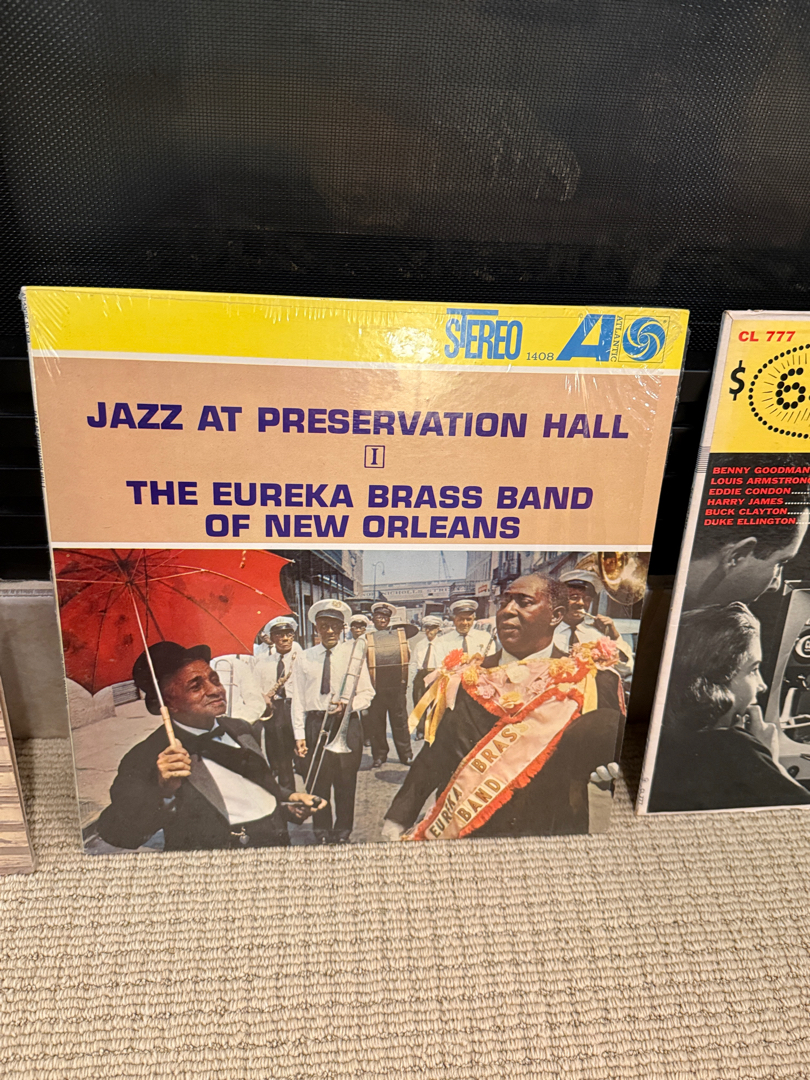 STEREO 1408 A ATLANTIC
JAZZ AT PRESERVATION HALL
I
THE EUREKA BRASS BAND
OF NEW ORLEANS
EUREKA BRASS
BAND
CL 777
$ 6
BENNY GOODMAN
LOUIS ARMSTRONG
EDDIE CONDON
HARRY JAMES
BUCK CLAYTON
DUKE ELLINGTON